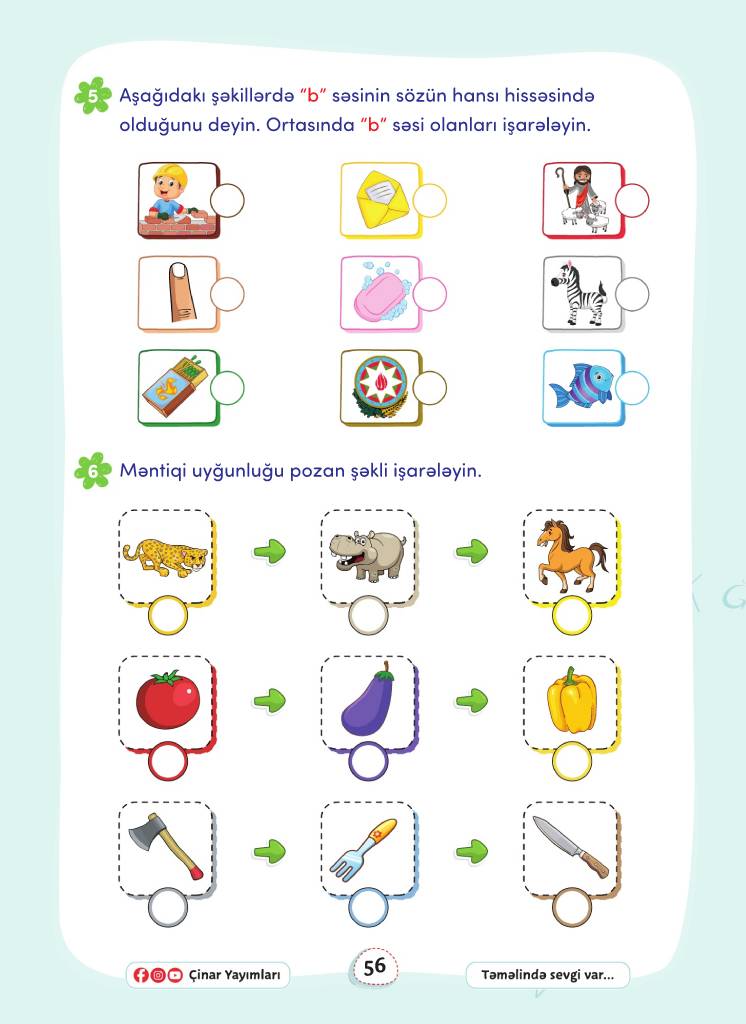 5 Aşağıdakı şəkillərdə "b" səsinin sözün hansı hissəsində
olduğunu deyin. Ortasında "b" səsi olanları işarələyin.
6 Məntiqi uyğunluğu pozan şəkli işarələyin.
Çinar Yayımları
56
Təməlində sevgi var...